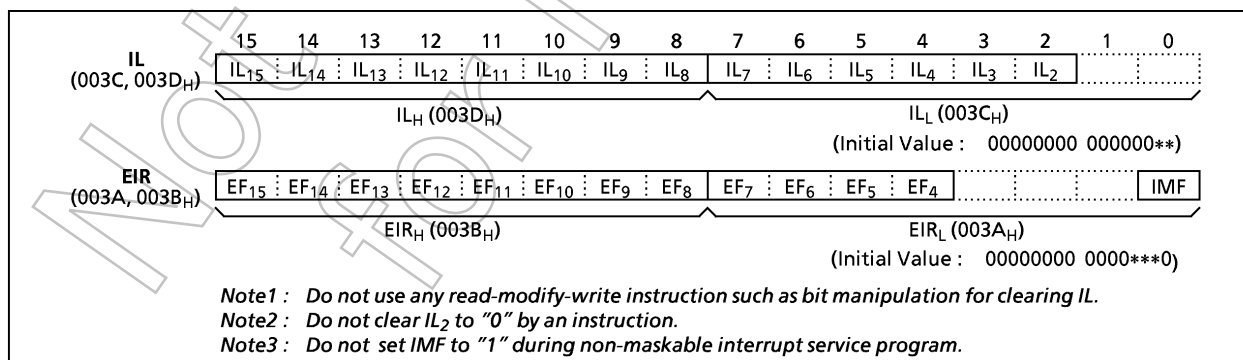 15 14 13 12 11 10 9 8 7 6 5 4 3 2 1 0
IL
(003C, 003DH)
IL15 IL14 IL13 IL12 IL11 IL10 IL9 IL8 IL7 IL6 IL5 IL4 IL3 IL2
ILH (003DH) ILL (003CH)
(Initial Value : 00000000 000000**)
EIR
(003A, 003BH)
EF15 EF14 EF13 EF12 EF11 EF10 EF9 EF8 EF7 EF6 EF5 EF4 IMF
EIRH (003BH) EIRL (003AH)
(Initial Value : 00000000 0000***0)
Note1 : Do not use any read-modify-write instruction such as bit manipulation for clearing IL.
Note2 : Do not clear IL2 to "0" by an instruction.
Note3 : Do not set IMF to "1" during non-maskable interrupt service program.
Not
for